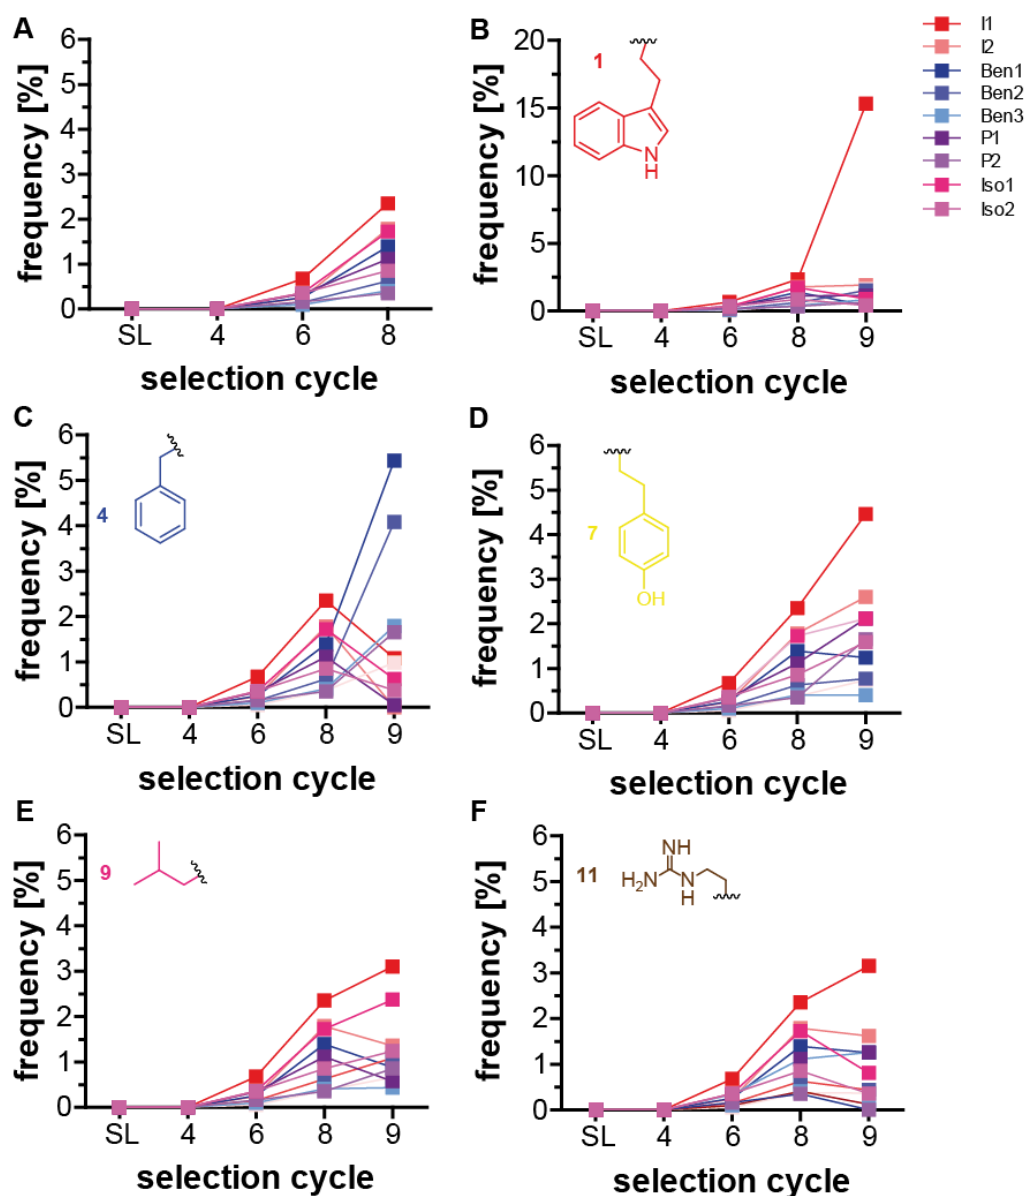 A
frequency [%]
6
5
4
3
2
1
0
SL 4 6 8
selection cycle
B
frequency [%]
20
15
10
5
0
SL 4 6 8 9
selection cycle
1
N
H
I1
I2
Ben1
Ben2
Ben3
P1
P2
Iso1
Iso2
C
frequency [%]
6
5
4
3
2
1
0
SL 4 6 8 9
selection cycle
4
D
frequency [%]
6
5
4
3
2
1
0
SL 4 6 8 9
selection cycle
7
OH
E
frequency [%]
6
5
4
3
2
1
0
SL 4 6 8 9
selection cycle
9
F
frequency [%]
6
5
4
3
2
1
0
SL 4 6 8 9
selection cycle
11
NH
H2N N
H